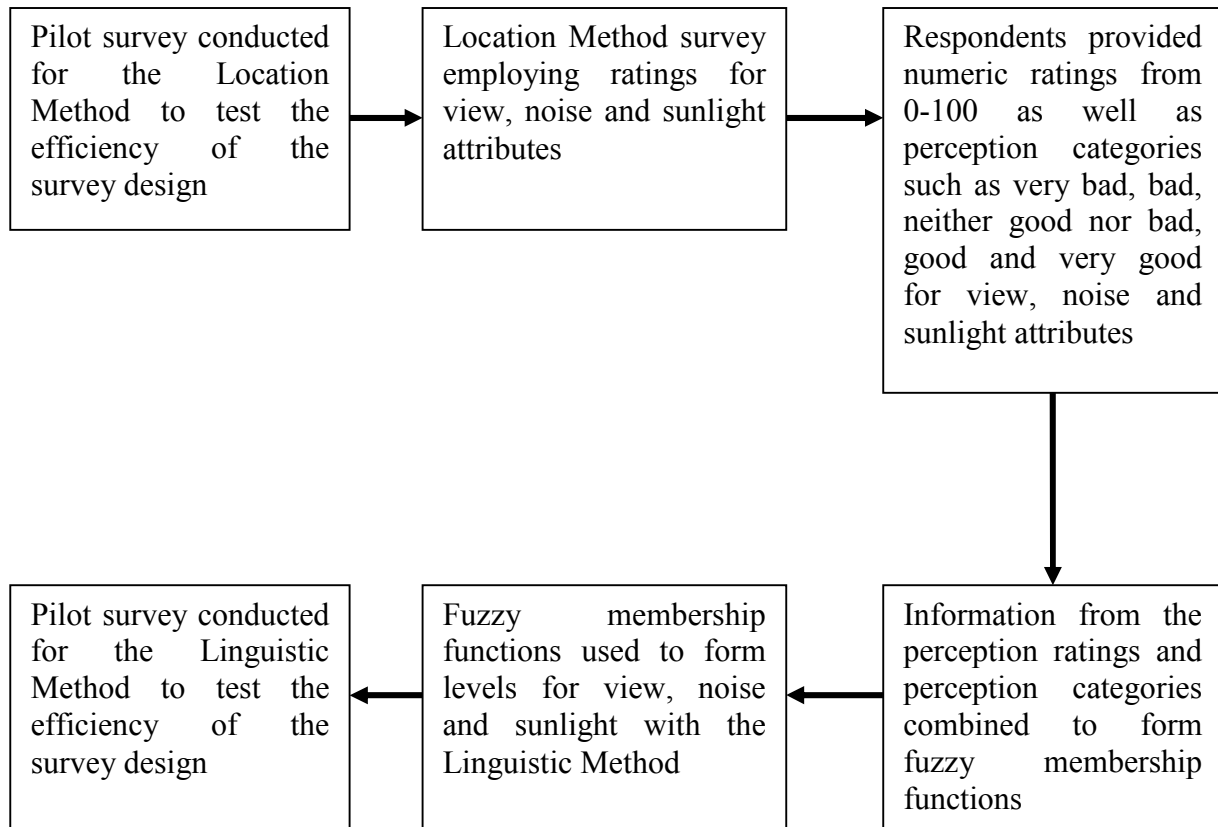 Pilot survey conducted
for the Location
Method to test the
efficiency of the
survey design
Location Method survey
employing ratings for
view, noise and sunlight
attributes
Respondents provided
numeric ratings from
0-100 as well as
perception categories
such as very bad, bad,
neither good nor bad,
good and very good
for view, noise and
sunlight attributes
Information from the
perception ratings and
perception categories
combined to form
fuzzy membership
functions
Fuzzy membership
functions used to form
levels for view, noise
and sunlight with the
Linguistic Method
Pilot survey conducted
for the Linguistic
Method to test the
efficiency of the
survey design